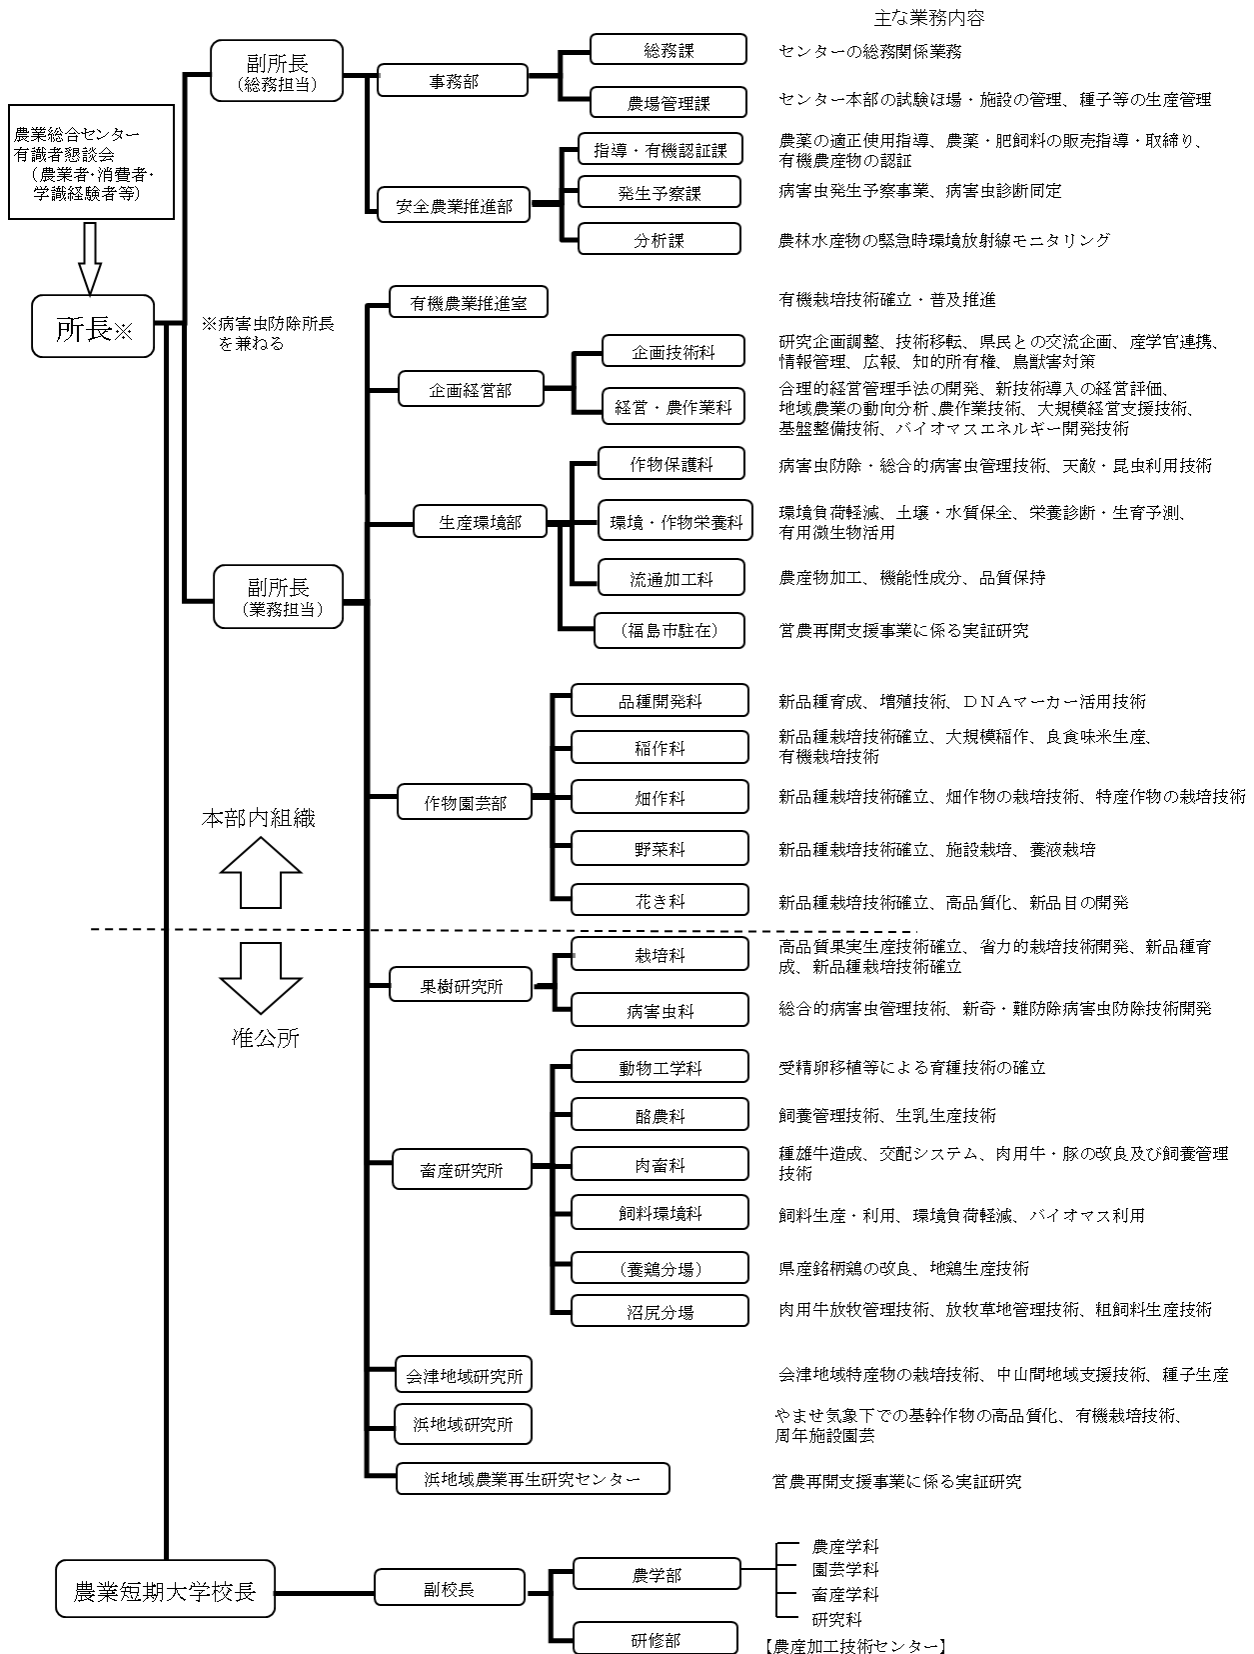 主な業務内容
副所長
（総務担当）
事務部
総務課
センターの総務関係業務
農場管理課
センター本部の試験ほ場・施設の管理、種子等の生産管理
農業総合センター
有識者懇談会
（農業者・消費者・
学識経験者等）
安全農業推進部
指導・有機認証課
農薬の適正使用指導、農薬・肥飼料の販売指導・取締り、
有機農産物の認証
発生予察課
病害虫発生予察事業、病害虫診断同定
分析課
農林水産物の緊急時環境放射線モニタリング
所長※
※病害虫防除所長
を兼ねる
副所長
（業務担当）
有機農業推進室
有機栽培技術確立・普及推進
企画経営部
企画技術科
研究企画調整、技術移転、県民との交流企画、産学官連携、
情報管理、広報、知的所有権、鳥獣害対策
経営・農作業科
合理的経営管理手法の開発、新技術導入の経営評価、
地域農業の動向分析、農作業技術、大規模経営支援技術、
基盤整備技術、バイオマスエネルギー開発技術
生産環境部
作物保護科
病害虫防除・総合的病害虫管理技術、天敵・昆虫利用技術
環境・作物栄養科
環境負荷軽減、土壌・水質保全、栄養診断・生育予測、
有用微生物活用
流通加工科
農産物加工、機能性成分、品質保持
（福島市駐在）
営農再開支援事業に係る実証研究
作物園芸部
品種開発科
新品種育成、増殖技術、ＤＮＡマーカー活用技術
稲作科
新品種栽培技術確立、大規模稲作、良食味米生産、
有機栽培技術
畑作科
新品種栽培技術確立、畑作物の栽培技術、特産作物の栽培技術
野菜科
新品種栽培技術確立、施設栽培、養液栽培
花き科
新品種栽培技術確立、高品質化、新品目の開発
本部内組織
准公所
果樹研究所
栽培科
高品質果実生産技術確立、省力的栽培技術開発、新品種育
成、新品種栽培技術確立
病害虫科
総合的病害虫管理技術、新奇・難防除病害虫防除技術開発
畜産研究所
動物工学科
受精卵移植等による育種技術の確立
酪農科
飼養管理技術、生乳生産技術
肉畜科
種雄牛造成、交配システム、肉用牛・豚の改良及び飼養管理
技術
飼料環境科
飼料生産・利用、環境負荷軽減、バイオマス利用
（養鶏分場）
県産銘柄鶏の改良、地鶏生産技術
沼尻分場
肉用牛放牧管理技術、放牧草地管理技術、粗飼料生産技術
会津地域研究所
会津地域特産物の栽培技術、中山間地域支援技術、種子生産
浜地域研究所
やませ気象下での基幹作物の高品質化、有機栽培技術、
周年施設園芸
浜地域農業再生研究センター
営農再開支援事業に係る実証研究
農業短期大学校長
副校長
農学部
農産学科
園芸学科
畜産学科
研究科
研修部
【農産加工技術センター】